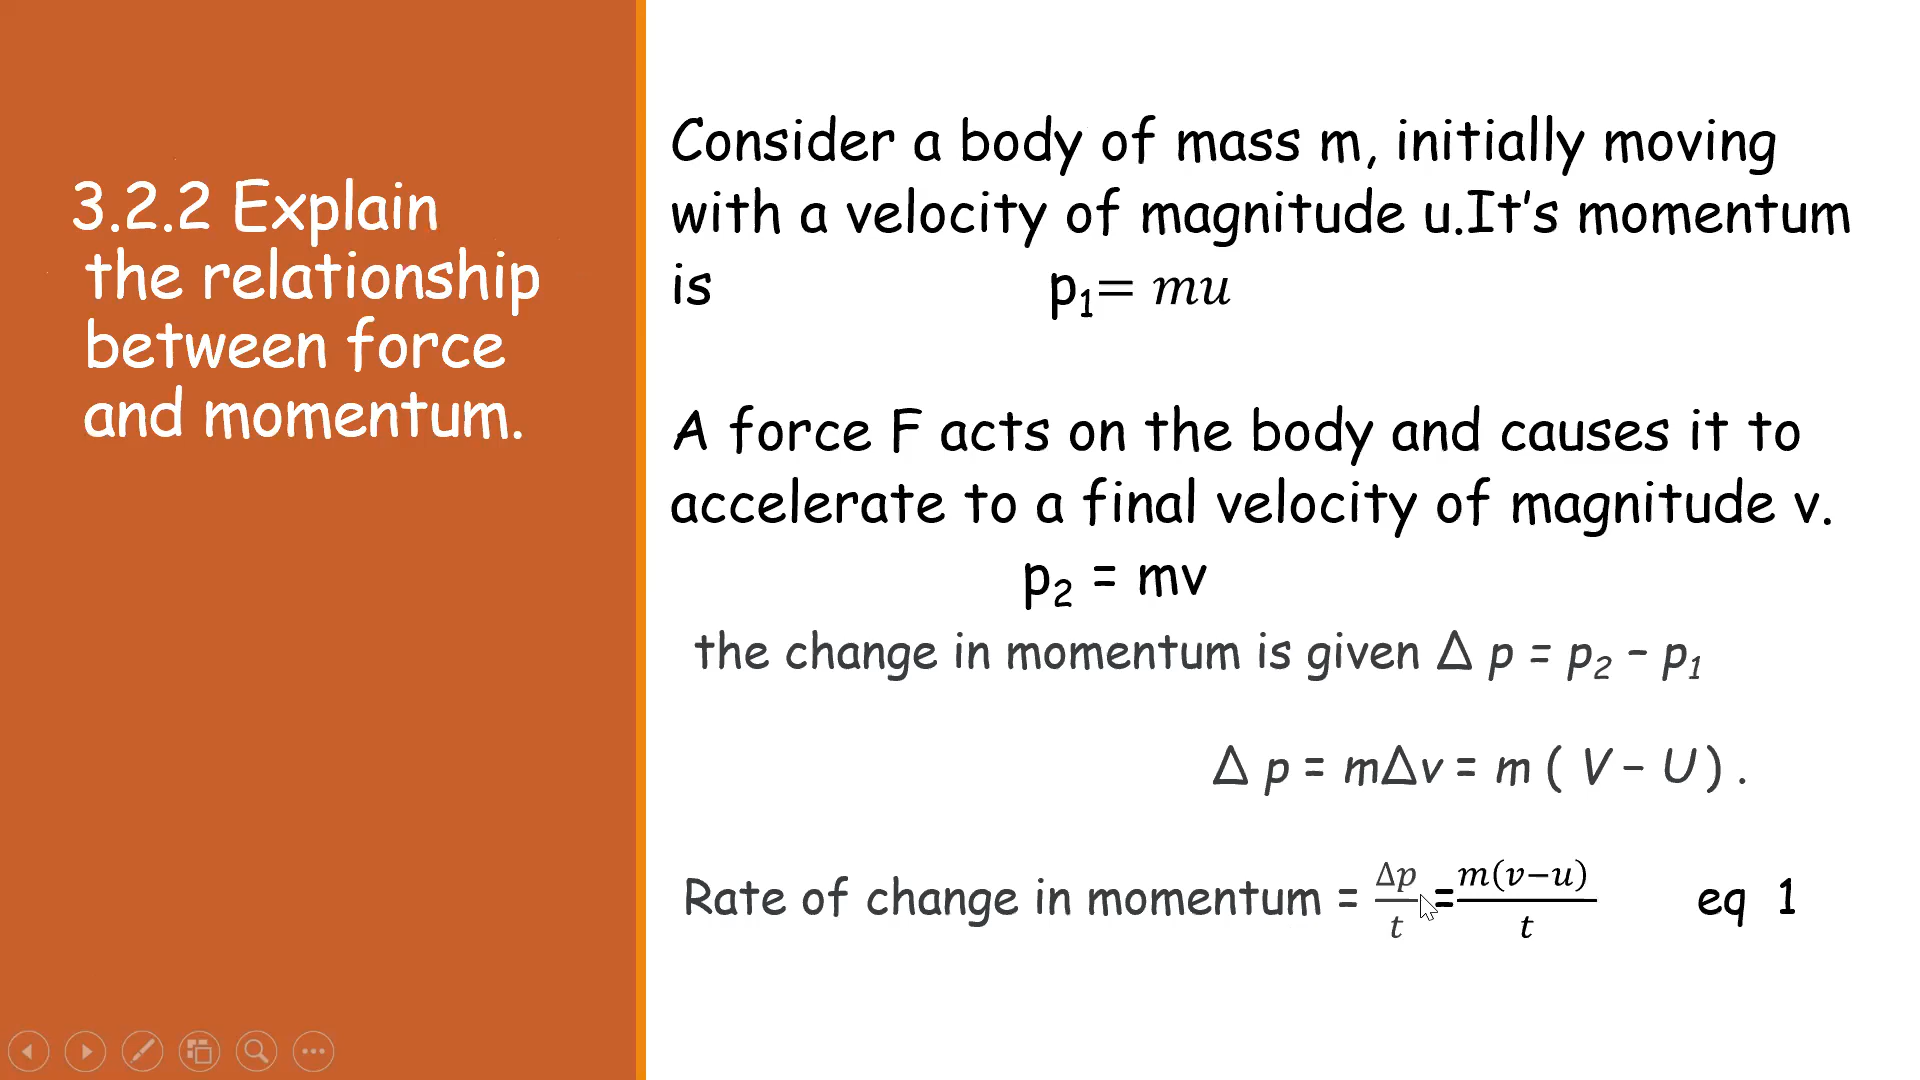 3.2.2 Explain
the relationship
between force
and momentum.
Consider a body of mass m, initially moving
with a velocity of magnitude u.It's momentum
is p₁= mu
A force F acts on the body and causes it to
accelerate to a final velocity of magnitude v.
p₂ = mv
the change in momentum is given Δ p = p₂ – p₁
Δ p = mΔv = m ( V – U ) .
Rate of change in momentum = Δp/t = m(v−u)/t eq 1